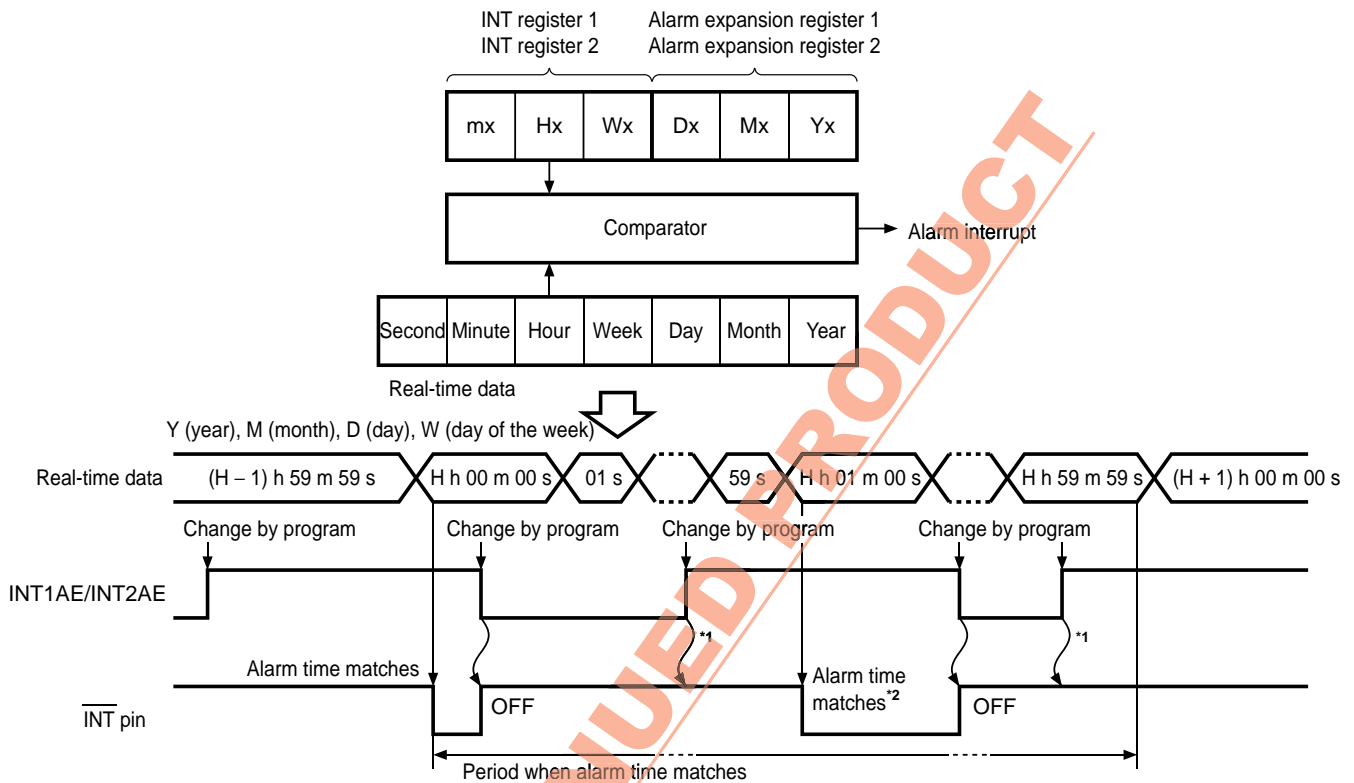 INT register 1 Alarm expansion register 1
INT register 2 Alarm expansion register 2
mx Hx Wx Dx Mx Yx
Comparator
Alarm interrupt
Second Minute Hour Week Day Month Year
Real-time data
Y (year), M (month), D (day), W (day of the week)
Real-time data (H − 1) h 59 m 59 s H h 00 m 00 s 01 s 59 s H h 01 m 00 s H h 59 m 59 s (H + 1) h 00 m 00 s
Change by program Change by program Change by program Change by program
INT1AE/INT2AE
*1 *1
Alarm time matches Alarm time
matches*2
OFF OFF
INT pin
Period when alarm time matches
NUED PRODUCT